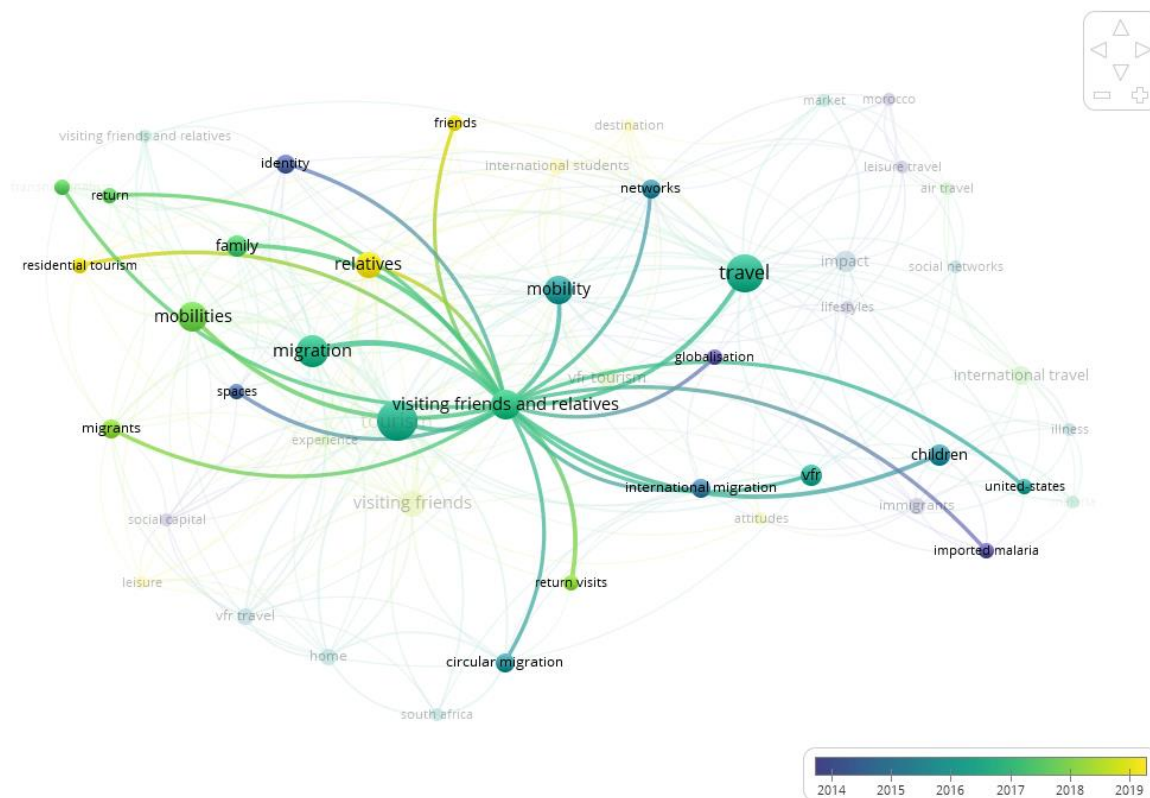 market
morocco
friends
destination
visiting friends and relatives
identity
international students
leisure travel
networks
air travel
return
family
relatives
residential tourism
travel
impact
social networks
mobility
lifestyles
mobilities
migration
globalisation
vfr tourism
international travel
spaces
visiting friends and relatives
tourism
migrants
experience
illness
children
vfr
international migration
united-states
visiting friends
immigrants
social capital
attitudes
imported malaria
leisure
return visits
vfr travel
home
circular migration
south africa
2014 2015 2016 2017 2018 2019